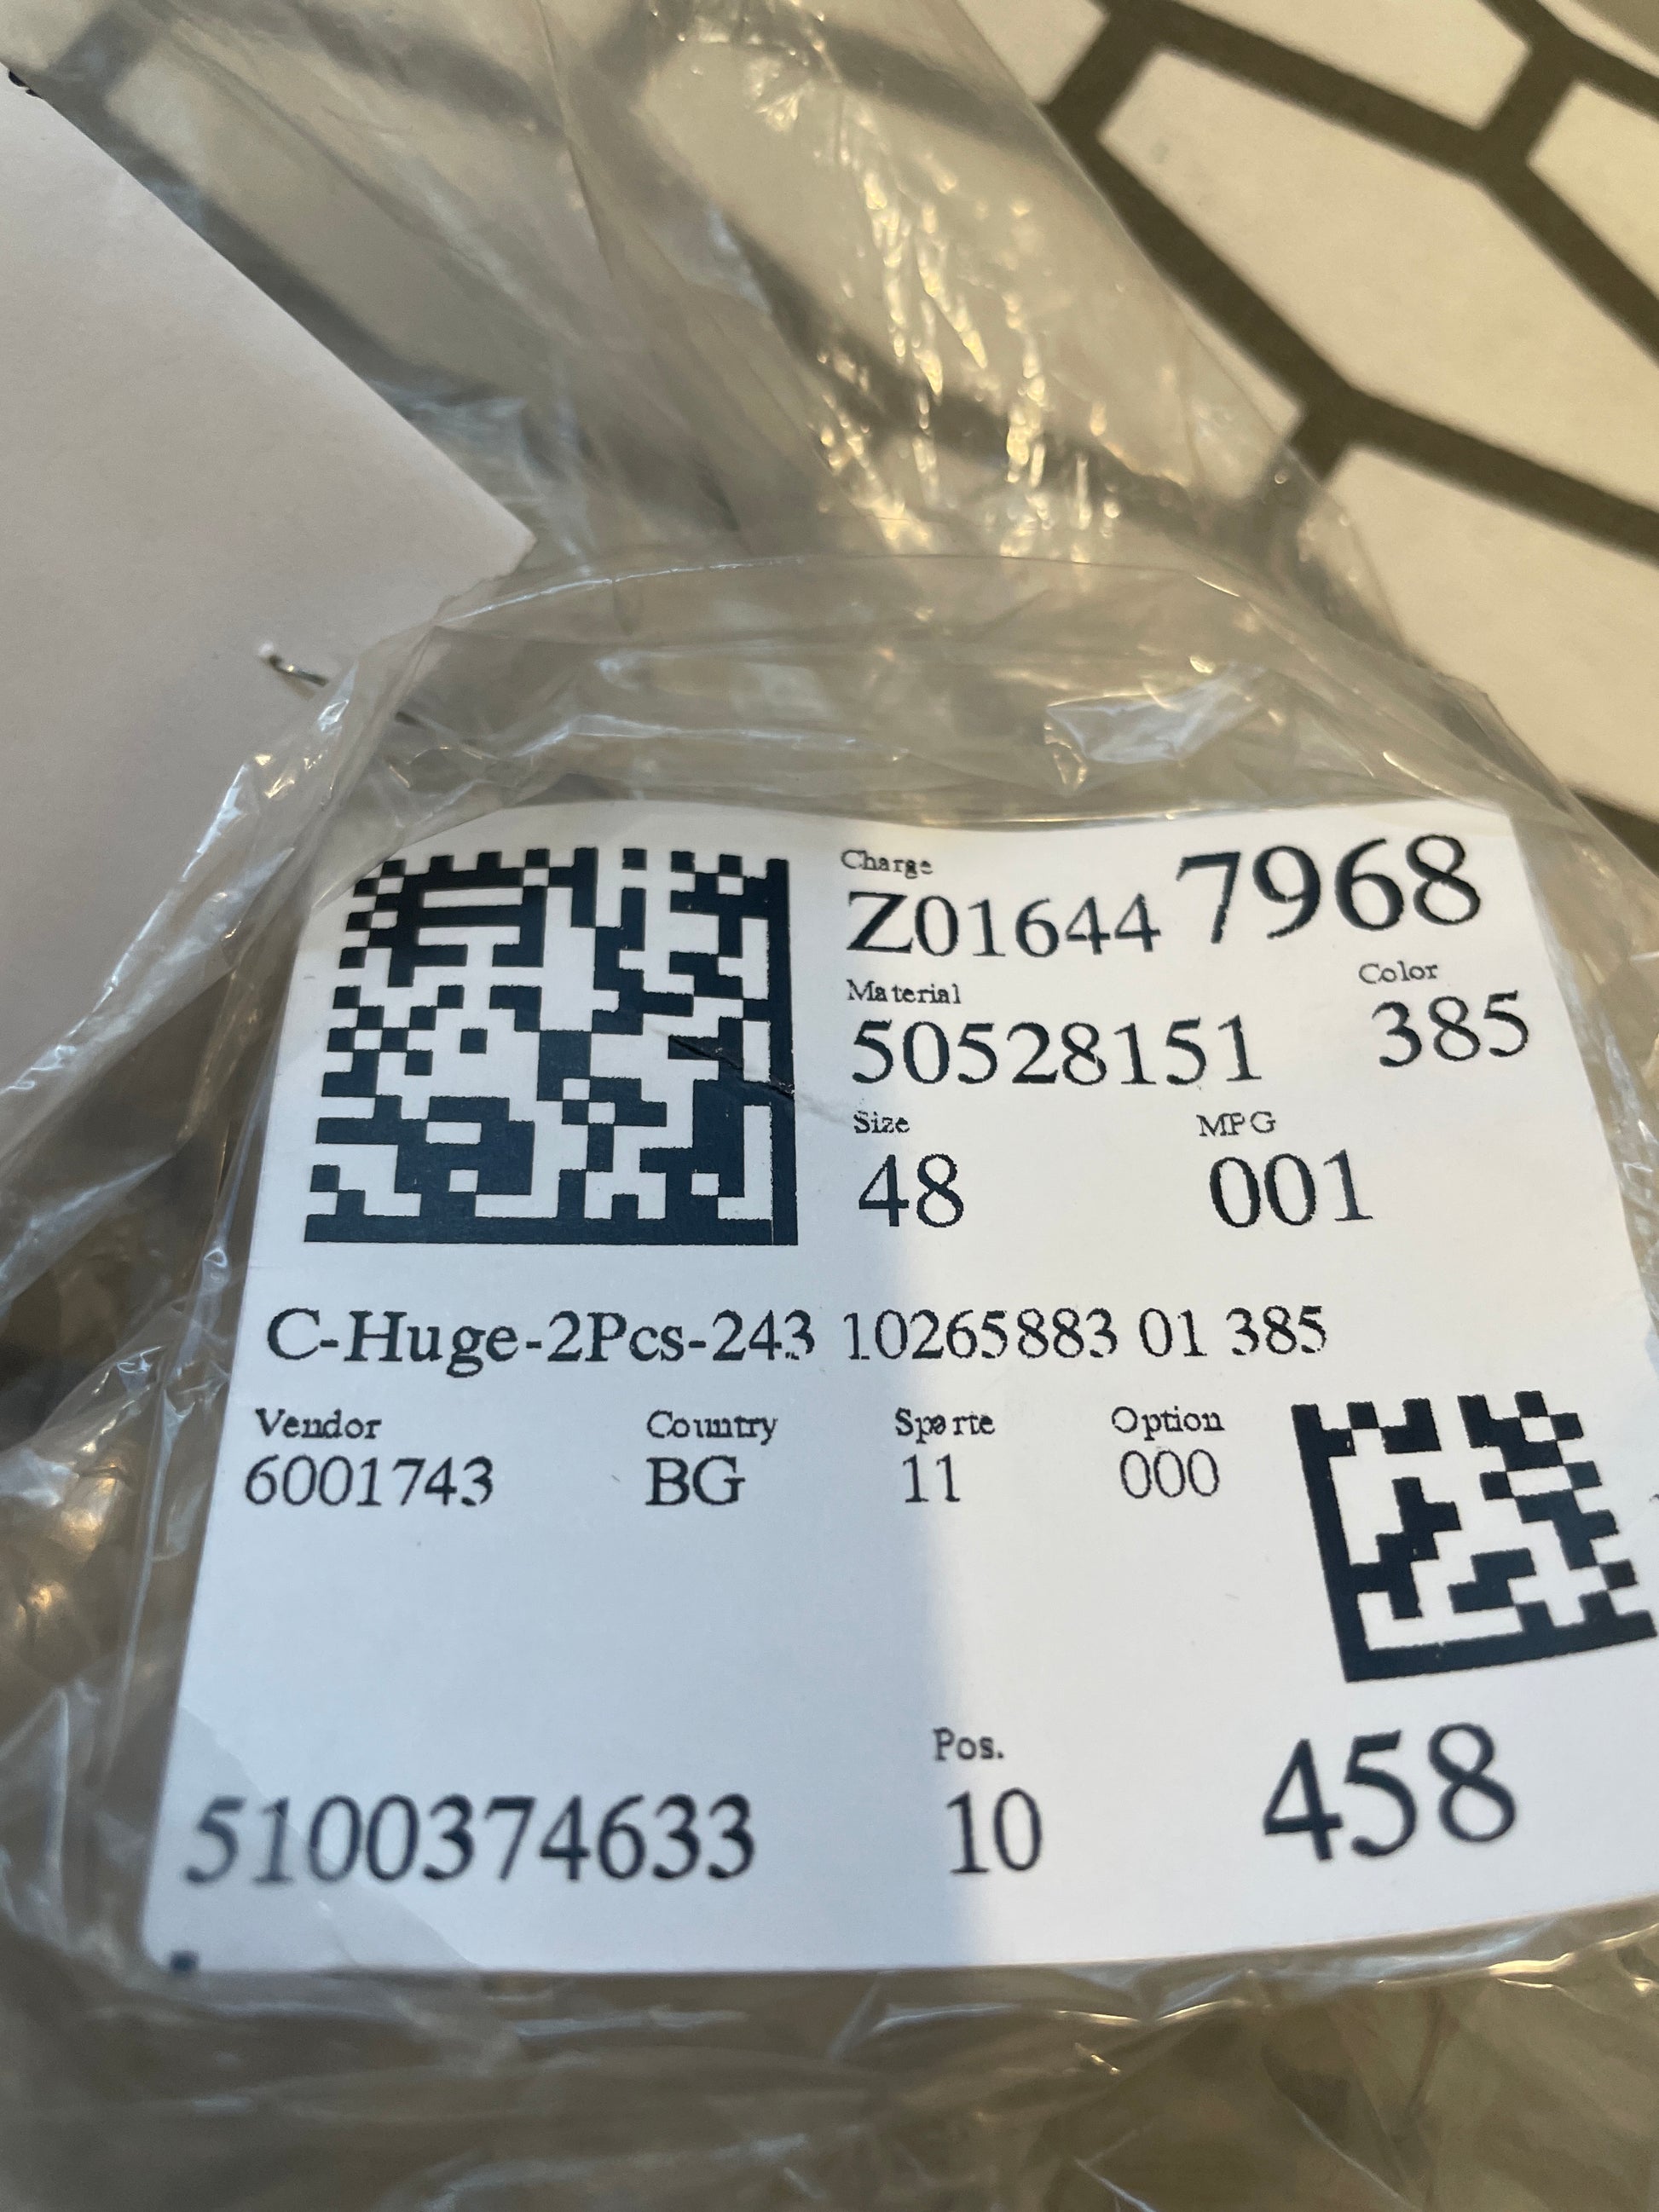 Charge
Z01644 7968
Material Color
50528151 385
Size MPG
48 001
C-Huge-2Pcs-243 10265883 01 385
Vendor Country Sparte Option
6001743 BG 11 000
Pos.
5100374633 10 458